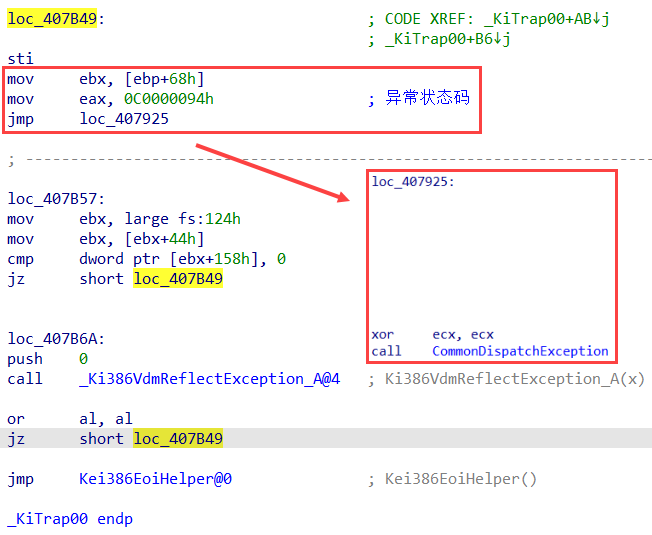 loc_407B49: ; CODE XREF: _KiTrap00+AB↓j
; _KiTrap00+B6↓j
sti
mov ebx, [ebp+68h]
mov eax, 0C0000094h ; 异常状态码
jmp loc_407925
; ---------------------------------------------------------------
loc_407B57:
mov ebx, large fs:124h
mov ebx, [ebx+44h]
cmp dword ptr [ebx+158h], 0
jz short loc_407B49
loc_407925:
xor ecx, ecx
call CommonDispatchException
loc_407B6A:
push 0
call _Ki386VdmReflectException_A@4 ; Ki386VdmReflectException_A(x)
or al, al
jz short loc_407B49
jmp Kei386EoiHelper@0 ; Kei386EoiHelper()
_KiTrap00 endp